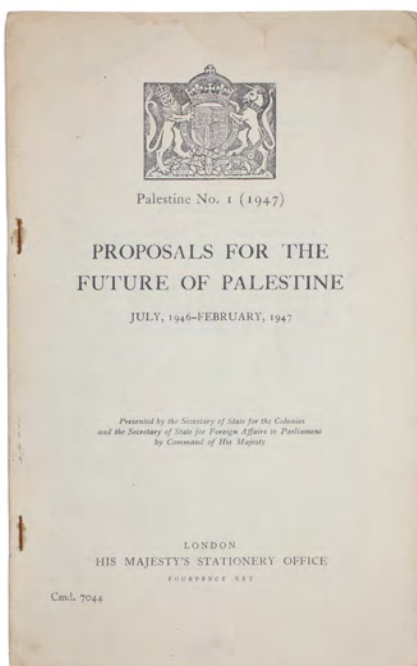 Palestine No. 1 (1947)
PROPOSALS FOR THE
FUTURE OF PALESTINE
JULY, 1946–FEBRUARY, 1947
Presented by the Secretary of State for the Colonies
and the Secretary of State for Foreign Affairs to Parliament
by Command of His Majesty
LONDON
HIS MAJESTY'S STATIONERY OFFICE
FOURPENCE NET
Cmd. 7044